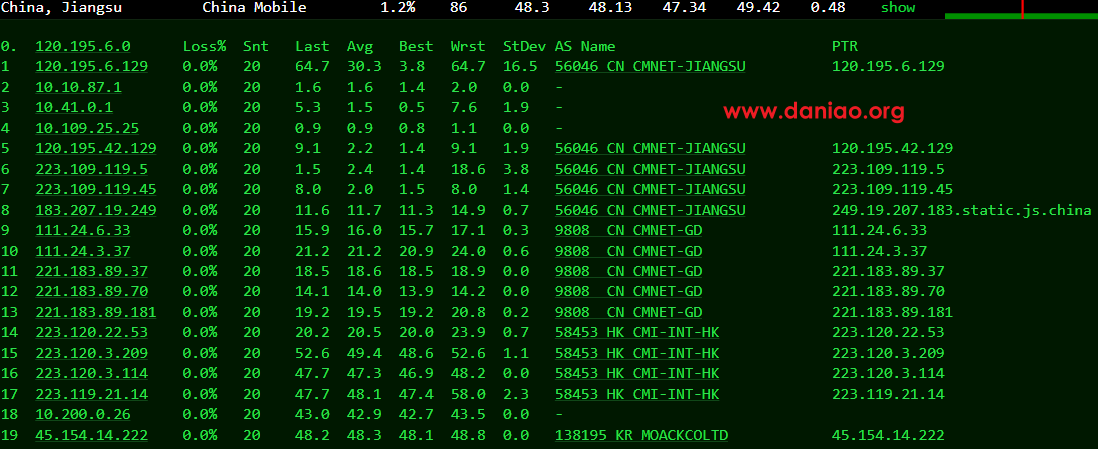 China, Jiangsu China Mobile 1.2% 86 48.3 48.13 47.34 49.42 0.48 show
0. 120.195.6.0 Loss% Snt Last Avg Best Wrst StDev AS Name PTR
1 120.195.6.129 0.0% 20 64.7 30.3 3.8 64.7 16.5 56046 CN CMNET-JIANGSU 120.195.6.129
2 10.10.87.1 0.0% 20 1.6 1.6 1.4 2.0 0.0 -
3 10.41.0.1 0.0% 20 5.3 1.5 0.5 7.6 1.9 -
www.daniao.org
4 10.109.25.25 0.0% 20 0.9 0.9 0.8 1.1 0.0 -
5 120.195.42.129 0.0% 20 9.1 2.2 1.4 9.1 1.9 56046 CN CMNET-JIANGSU 120.195.42.129
6 223.109.119.5 0.0% 20 1.5 2.4 1.4 18.6 3.8 56046 CN CMNET-JIANGSU 223.109.119.5
7 223.109.119.45 0.0% 20 8.0 2.0 1.5 8.0 1.4 56046 CN CMNET-JIANGSU 223.109.119.45
8 183.207.19.249 0.0% 20 11.6 11.7 11.3 14.9 0.7 56046 CN CMNET-JIANGSU 249.19.207.183.static.js.china
9 111.24.6.33 0.0% 20 15.9 16.0 15.7 17.1 0.3 9808 CN CMNET-GD 111.24.6.33
10 111.24.3.37 0.0% 20 21.2 21.2 20.9 24.0 0.6 9808 CN CMNET-GD 111.24.3.37
11 221.183.89.37 0.0% 20 18.5 18.6 18.5 18.9 0.0 9808 CN CMNET-GD 221.183.89.37
12 221.183.89.70 0.0% 20 14.1 14.0 13.9 14.2 0.0 9808 CN CMNET-GD 221.183.89.70
13 221.183.89.181 0.0% 20 19.2 19.5 19.2 20.8 0.2 9808 CN CMNET-GD 221.183.89.181
14 223.120.22.53 0.0% 20 20.2 20.5 20.0 23.9 0.7 58453 HK CMI-INT-HK 223.120.22.53
15 223.120.3.209 0.0% 20 52.6 49.4 48.6 52.6 1.1 58453 HK CMI-INT-HK 223.120.3.209
16 223.120.3.114 0.0% 20 47.7 47.3 46.9 48.2 0.0 58453 HK CMI-INT-HK 223.120.3.114
17 223.119.21.14 0.0% 20 47.7 48.1 47.4 58.0 2.3 58453 HK CMI-INT-HK 223.119.21.14
18 10.200.0.26 0.0% 20 43.0 42.9 42.7 43.5 0.0 -
19 45.154.14.222 0.0% 20 48.2 48.3 48.1 48.8 0.0 138195 KR MOACKCOLTD 45.154.14.222